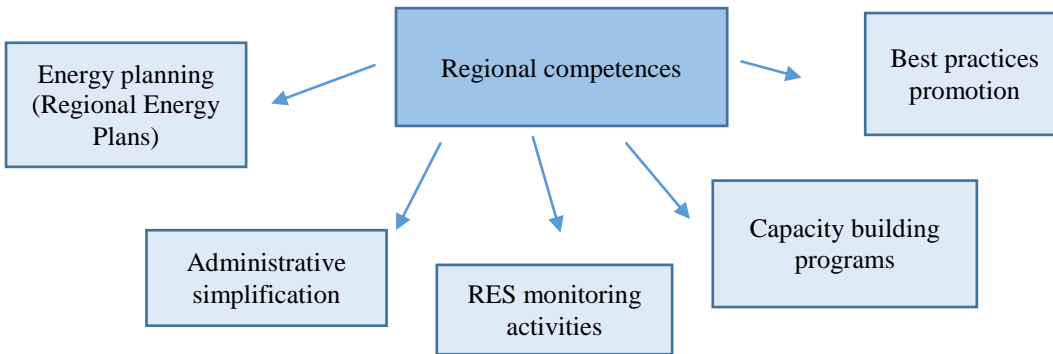 Regional competences
Energy planning
(Regional Energy
Plans)
Administrative
simplification
RES monitoring
activities
Capacity building
programs
Best practices
promotion